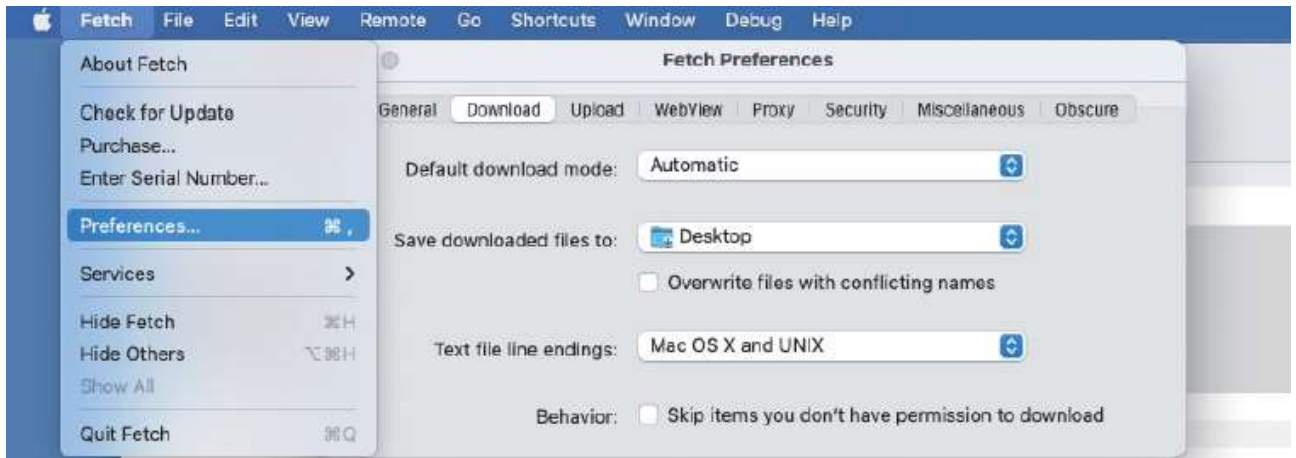 Fetch File Edit View Remote Go Shortcuts Window Debug Help
About Fetch
Check for Update
Purchase...
Enter Serial Number...
Preferences... ⌘ ,
Services
Hide Fetch ⌘H
Hide Others ⌥⌘H
Show All
Quit Fetch ⌘Q
Fetch Preferences
General Download Upload WebView Proxy Security Miscellaneous Obscure
Default download mode: Automatic
Save downloaded files to: Desktop
Overwrite files with conflicting names
Text file line endings: Mac OS X and UNIX
Behavior: Skip items you don't have permission to download